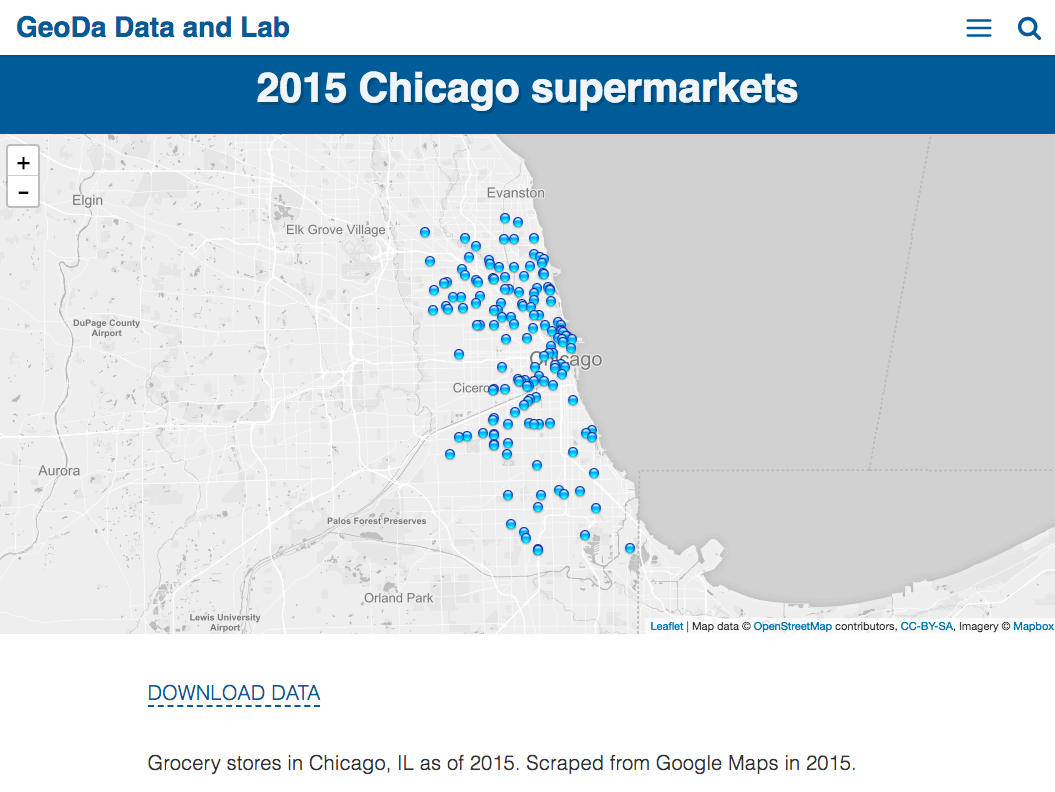 GeoDa Data and Lab
2015 Chicago supermarkets
+
−
Evanston
Elgin
Elk Grove Village
DuPage County
Airport
Chicago
Cicero
Aurora
Palos Forest Preserves
Orland Park
Lewis University
Airport
Leaflet | Map data © OpenStreetMap contributors, CC-BY-SA, Imagery © Mapbox
DOWNLOAD DATA
Grocery stores in Chicago, IL as of 2015. Scraped from Google Maps in 2015.